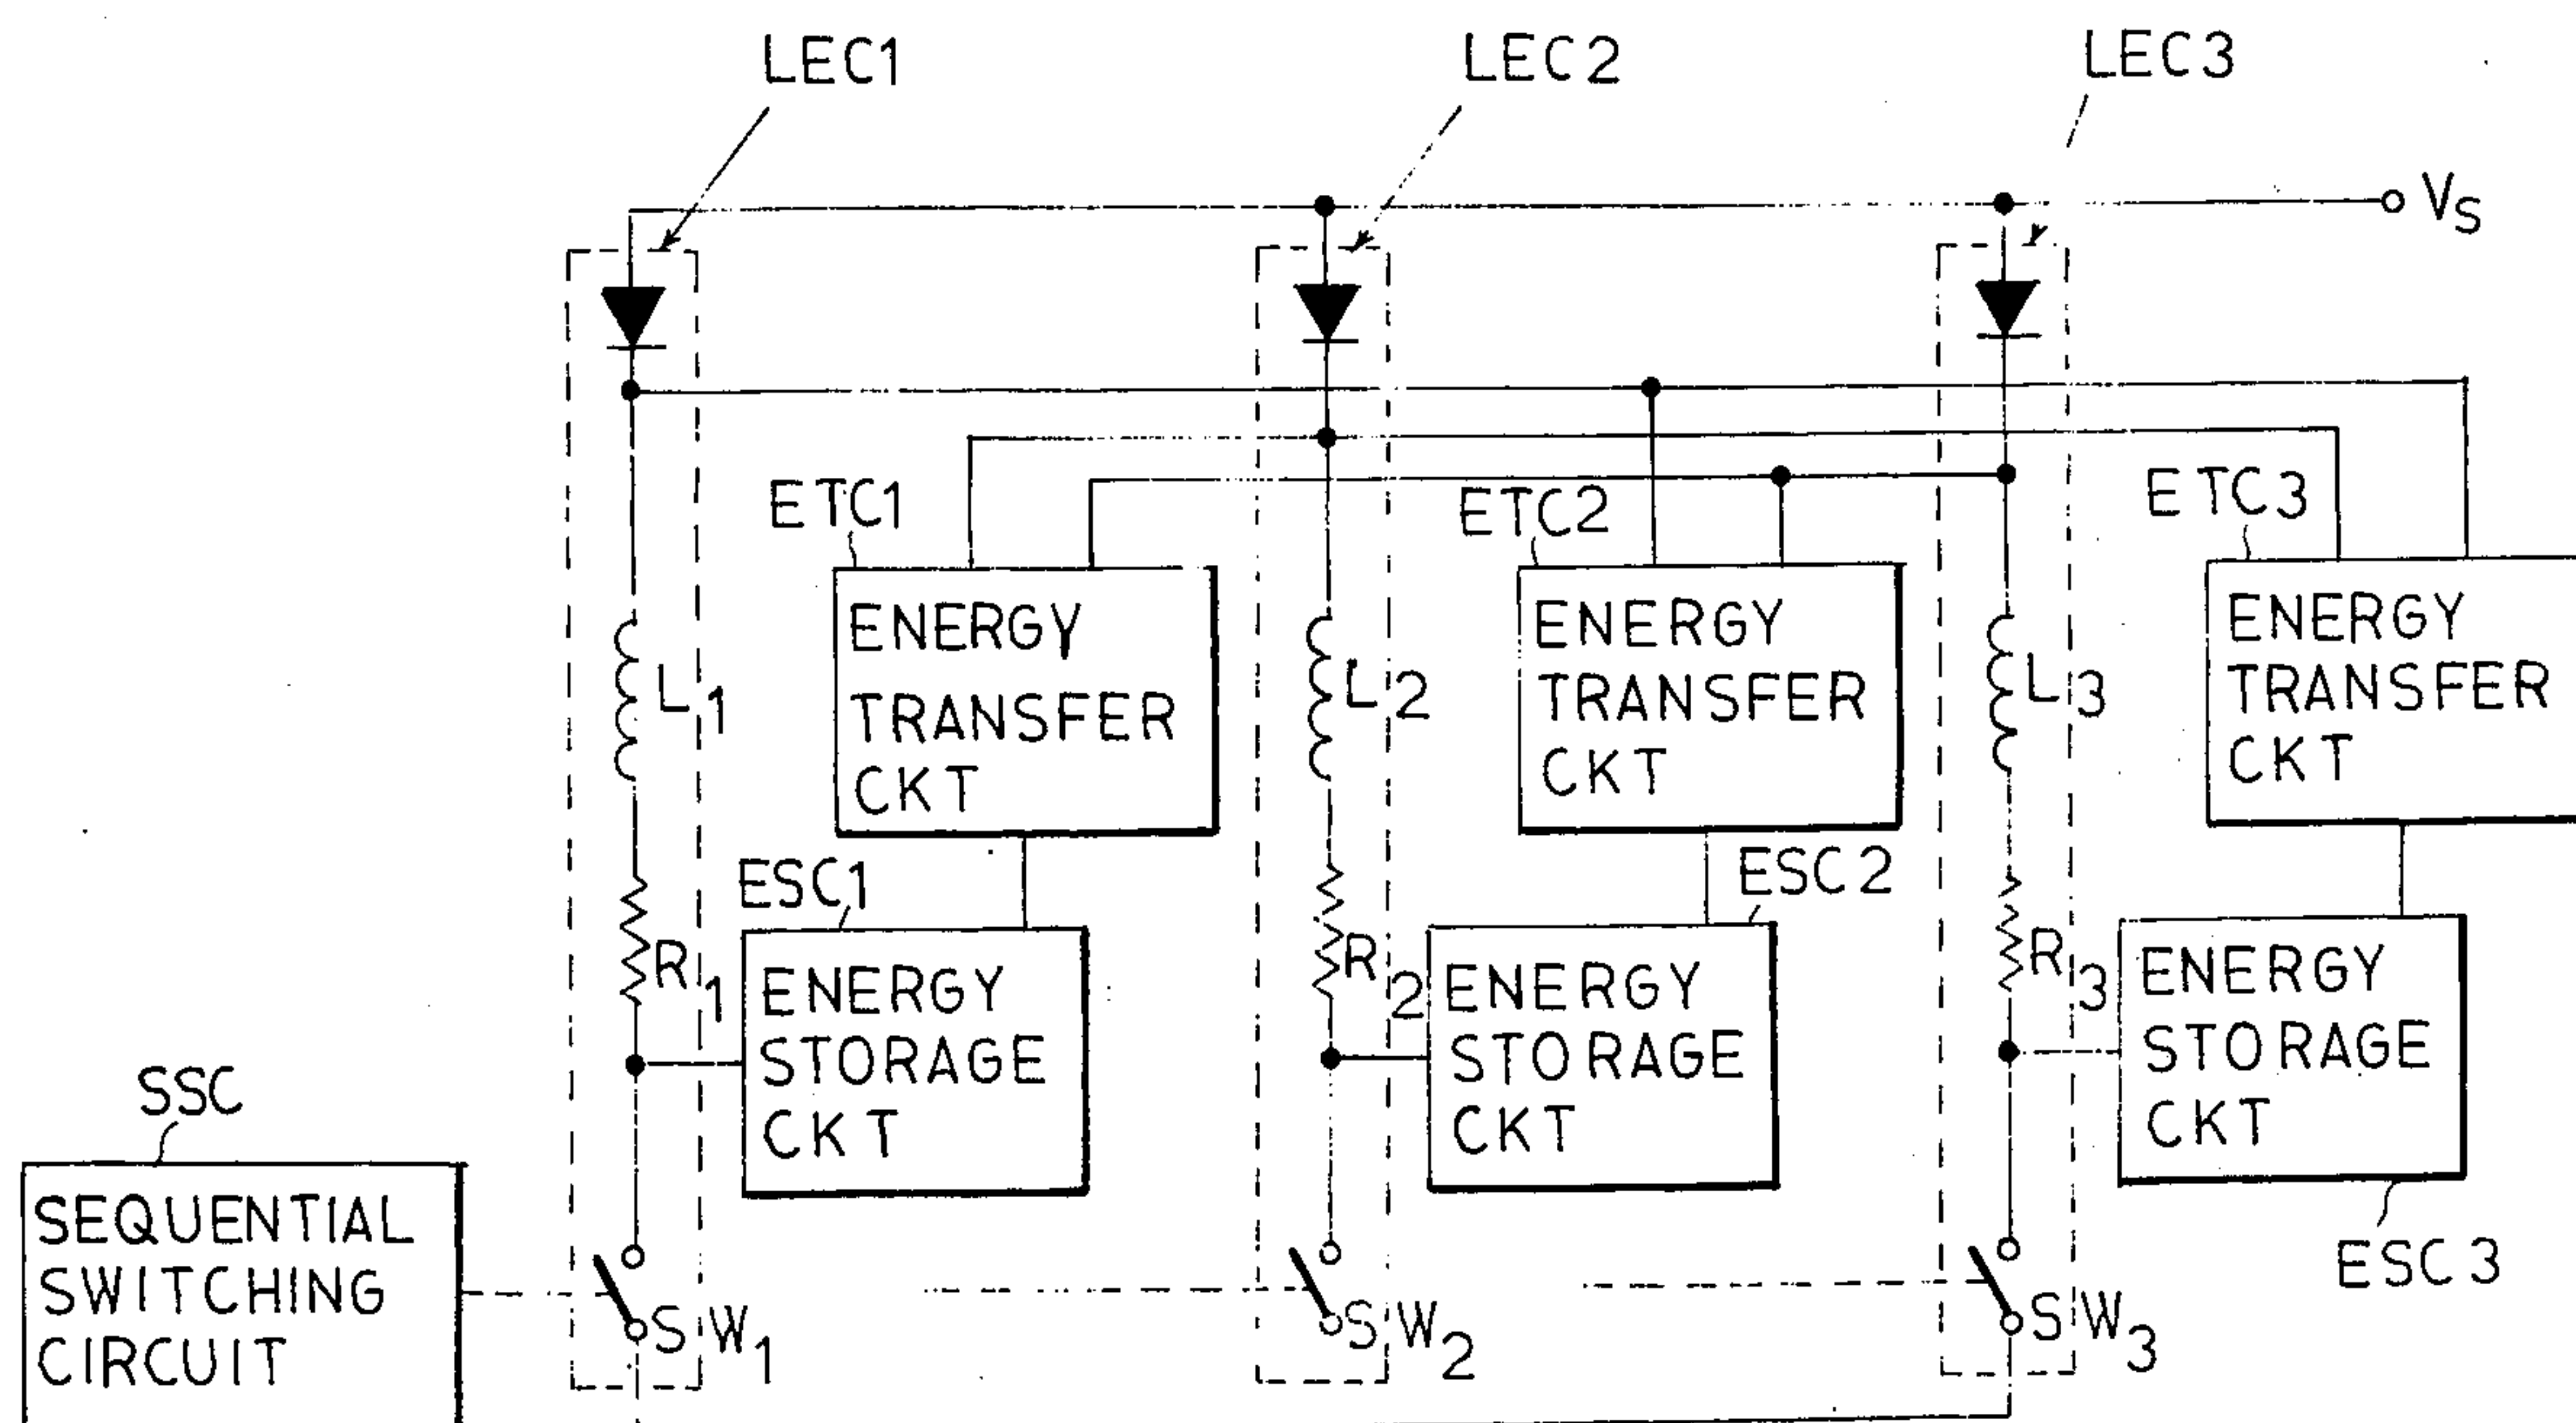 LEC1
LEC2
LEC3
VS
ETC1
ETC2
ETC3
ENERGY
TRANSFER
CKT
ENERGY
TRANSFER
CKT
ENERGY
TRANSFER
CKT
L1
L2
L3
ESC1
ESC2
R1
R2
R3
ENERGY
STORAGE
CKT
ENERGY
STORAGE
CKT
ENERGY
STORAGE
CKT
ESC3
SSC
SEQUENTIAL
SWITCHING
CIRCUIT
SW1
SW2
SW3